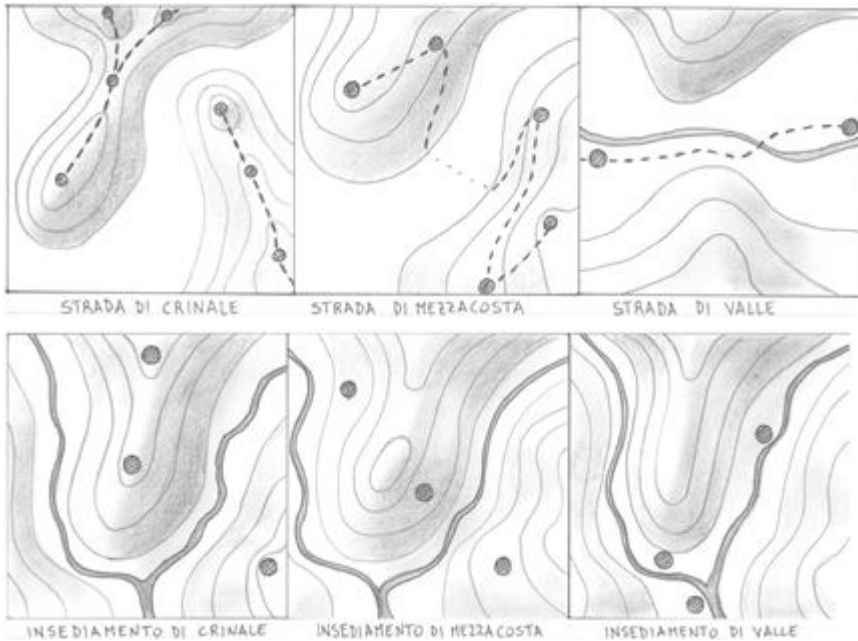 STRADA DI CRINALE
STRADA DI MEZZACOSTA
STRADA DI VALLE
INSEDIAMENTO DI CRINALE
INSEDIAMENTO DI MEZZACOSTA
INSEDIAMENTO DI VALLE